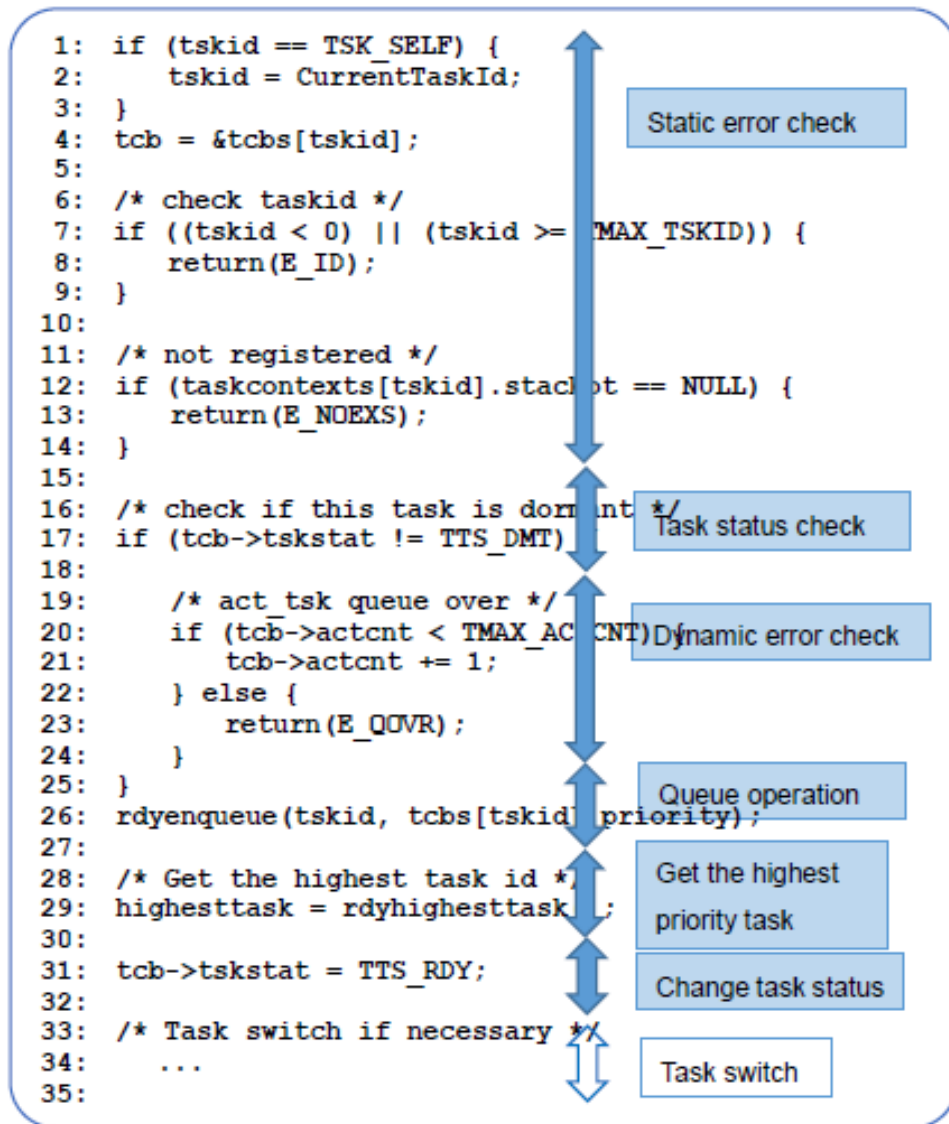 1: if (tskid == TSK_SELF) {
2: tskid = CurrentTaskId;
3: }
4: tcb = &tcbs[tskid];
5:
6: /* check taskid */
7: if ((tskid < 0) || (tskid >= TMAX_TSKID)) {
8: return(E_ID);
9: }
10:
11: /* not registered */
12: if (taskcontexts[tskid].stackbot == NULL) {
13: return(E_NOEXS);
14: }
15:
16: /* check if this task is dormant */
17: if (tcb->tskstat != TTS_DMT) {
18:
19: /* act_tsk queue over */
20: if (tcb->actcnt < TMAX_ACTCNT) {
21: tcb->actcnt += 1;
22: } else {
23: return(E_QOVR);
24: }
25: }
26: rdyenqueue(tskid, tcbs[tskid].priority);
27:
28: /* Get the highest task id */
29: highesttask = rdyhighesttask();
30:
31: tcb->tskstat = TTS_RDY;
32:
33: /* Task switch if necessary */
34: ...
35:
Static error check
Task status check
Dynamic error check
Queue operation
Get the highest
priority task
Change task status
Task switch